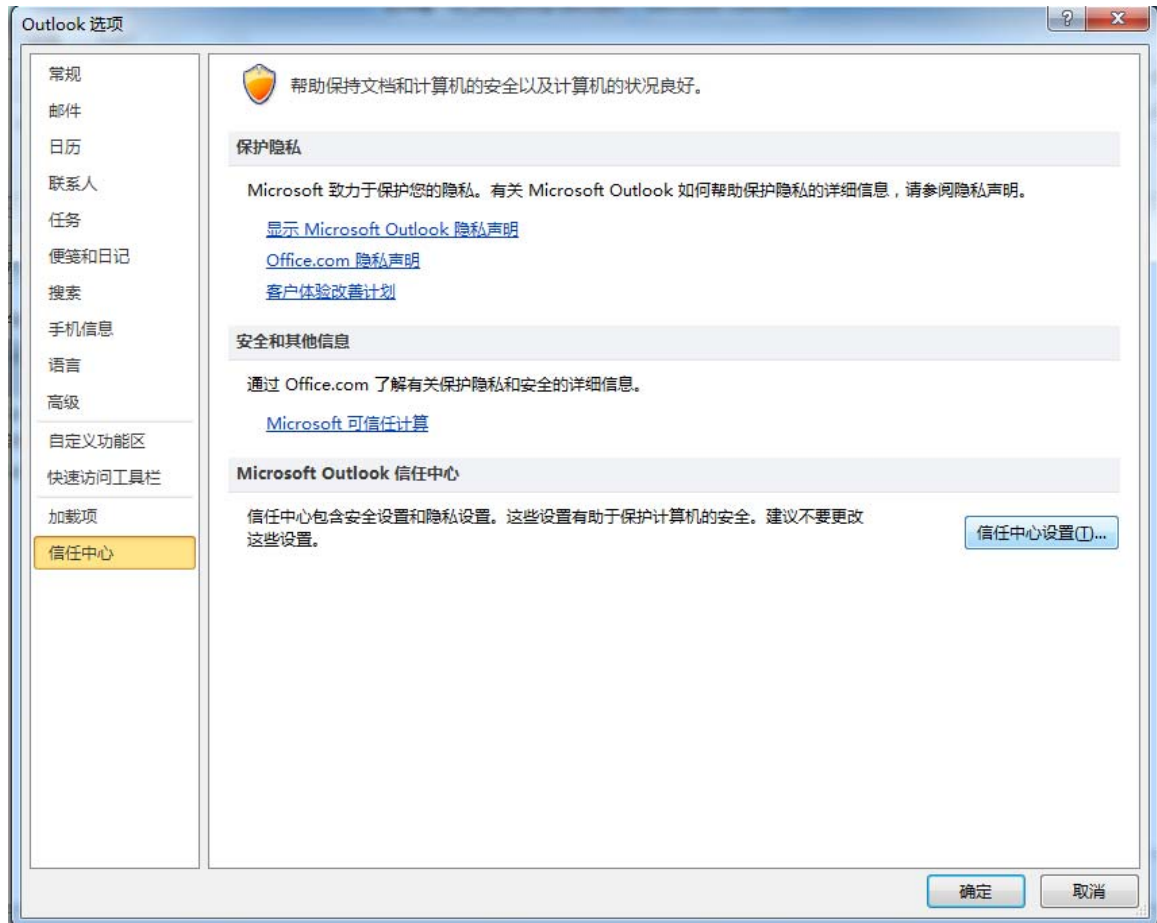 Outlook 选项
常规
邮件
日历
联系人
任务
便笺和日记
搜索
手机信息
语言
高级
自定义功能区
快速访问工具栏
加载项
信任中心
帮助保持文档和计算机的安全以及计算机的状况良好。
保护隐私
Microsoft 致力于保护您的隐私。有关 Microsoft Outlook 如何帮助保护隐私的详细信息，请参阅隐私声明。
显示 Microsoft Outlook 隐私声明
Office.com 隐私声明
客户体验改善计划
安全和其他信息
通过 Office.com 了解有关保护隐私和安全的详细信息。
Microsoft 可信任计算
Microsoft Outlook 信任中心
信任中心包含安全设置和隐私设置。这些设置有助于保护计算机的安全。建议不要更改
这些设置。
信任中心设置(T)...
确定
取消